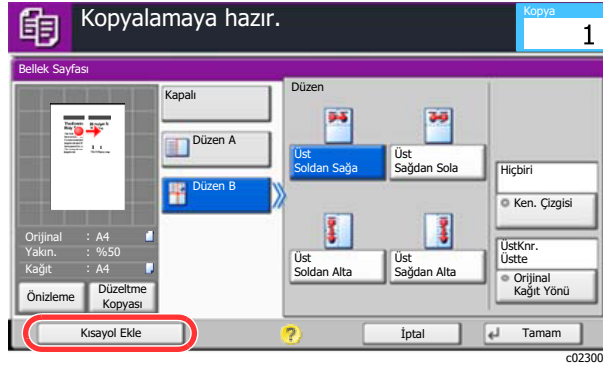 Kopyalamaya hazır.
Kopya
1
Bellek Sayfası
Kapalı
Düzen A
Düzen B
Düzen
Üst
Soldan Sağa
Üst
Sağdan Sola
Üst
Soldan Alta
Üst
Sağdan Alta
Hiçbiri
Ken. Çizgisi
ÜstKnr.
Üstte
Orijinal
Kağıt Yönü
Orijinal : A4
Yakın. : %50
Kağıt : A4
Önizleme
Düzeltme
Kopyası
Kısayol Ekle
?
İptal
Tamam
c02300